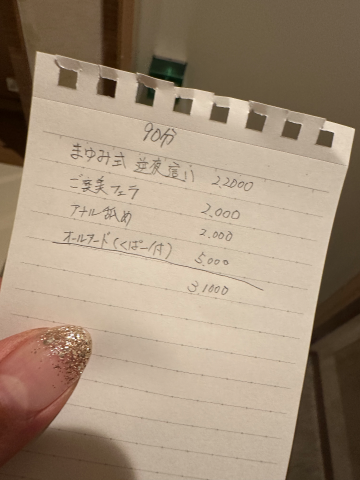 90分
まゆみ式 逆夜這い 22000
ご褒美フェラ 2.000
アナル舐め 2.000
オールヌード(くぱー付) 5.000
31000